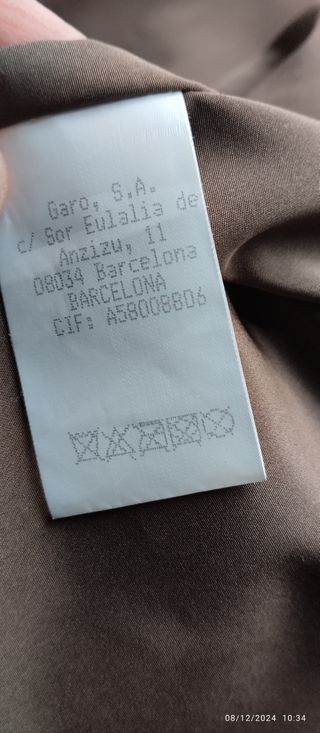 Garo, S.A.
c/ Sor Eulalia de
Anzizu, 11
08034 Barcelona
BARCELONA
CIF: A58008806
08/12/2024 10:34